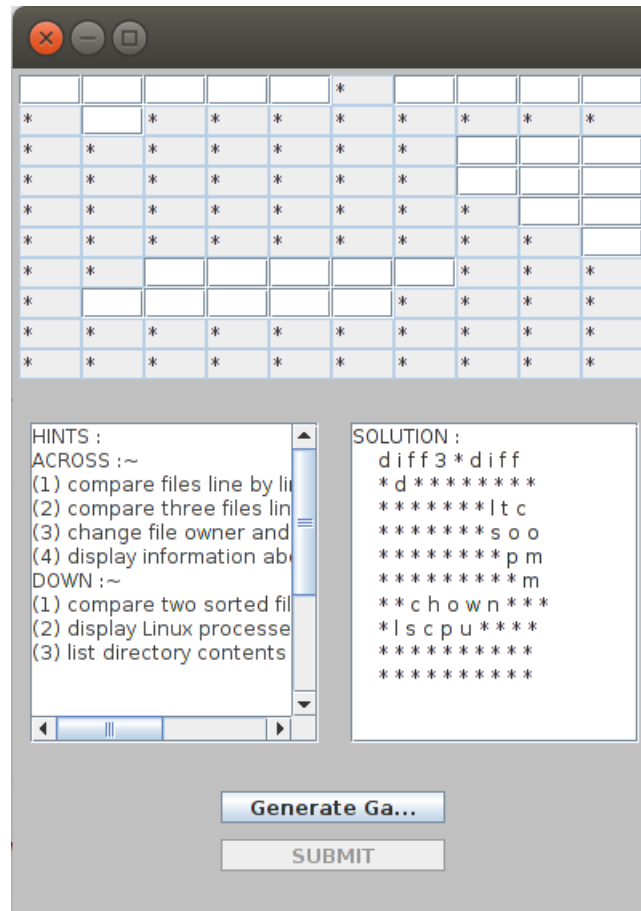 *
* * * * * * * * *
* * * * * * *
* * * * * * *
* * * * * * * *
* * * * * * * * *
* * * * *
* * * * *
* * * * * * * * * *
* * * * * * * * * *
HINTS :
ACROSS :~
(1) compare files line by li
(2) compare three files lin
(3) change file owner and
(4) display information ab
DOWN :~
(1) compare two sorted fil
(2) display Linux processe
(3) list directory contents
SOLUTION :
d i f f 3 * d i f f
* d * * * * * * * *
* * * * * * * l t c
* * * * * * * s o o
* * * * * * * * p m
* * * * * * * * * m
* * c h o w n * * *
* l s c p u * * * *
* * * * * * * * * *
* * * * * * * * * *
Generate Ga...
SUBMIT